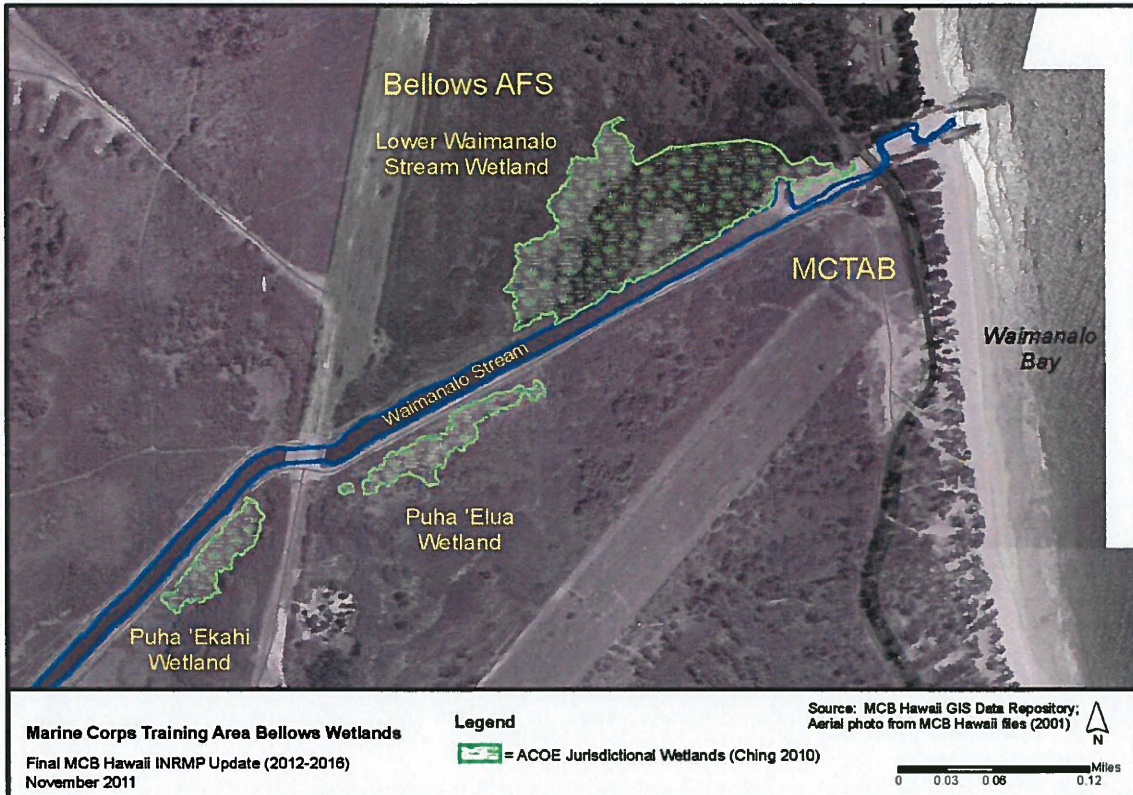 Bellows AFS
Lower Waimanalo
Stream Wetland
MCTAB
Waimanalo
Bay
Waimanalo Stream
Puha 'Elua
Wetland
Puha 'Ekahi
Wetland
Marine Corps Training Area Bellows Wetlands
Final MCB Hawaii INRMP Update (2012-2016)
November 2011
Legend
= ACOE Jurisdictional Wetlands (Ching 2010)
Source: MCB Hawaii GIS Data Repository;
Aerial photo from MCB Hawaii files (2001)
N
Miles
0 0.03 0.06 0.12